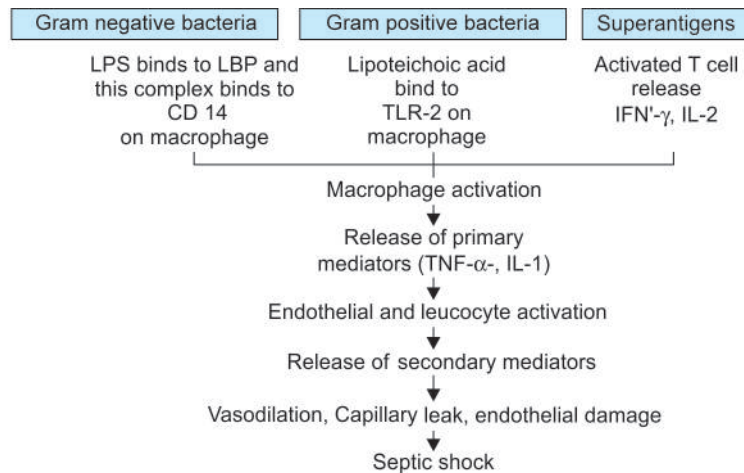 Gram negative bacteria
Gram positive bacteria
Superantigens
LPS binds to LBP and
this complex binds to
CD 14
on macrophage
Lipoteichoic acid
bind to
TLR-2 on
macrophage
Activated T cell
release
IFN'-γ, IL-2
Macrophage activation
Release of primary
mediators (TNF-α-, IL-1)
Endothelial and leucocyte activation
Release of secondary mediators
Vasodilation, Capillary leak, endothelial damage
Septic shock